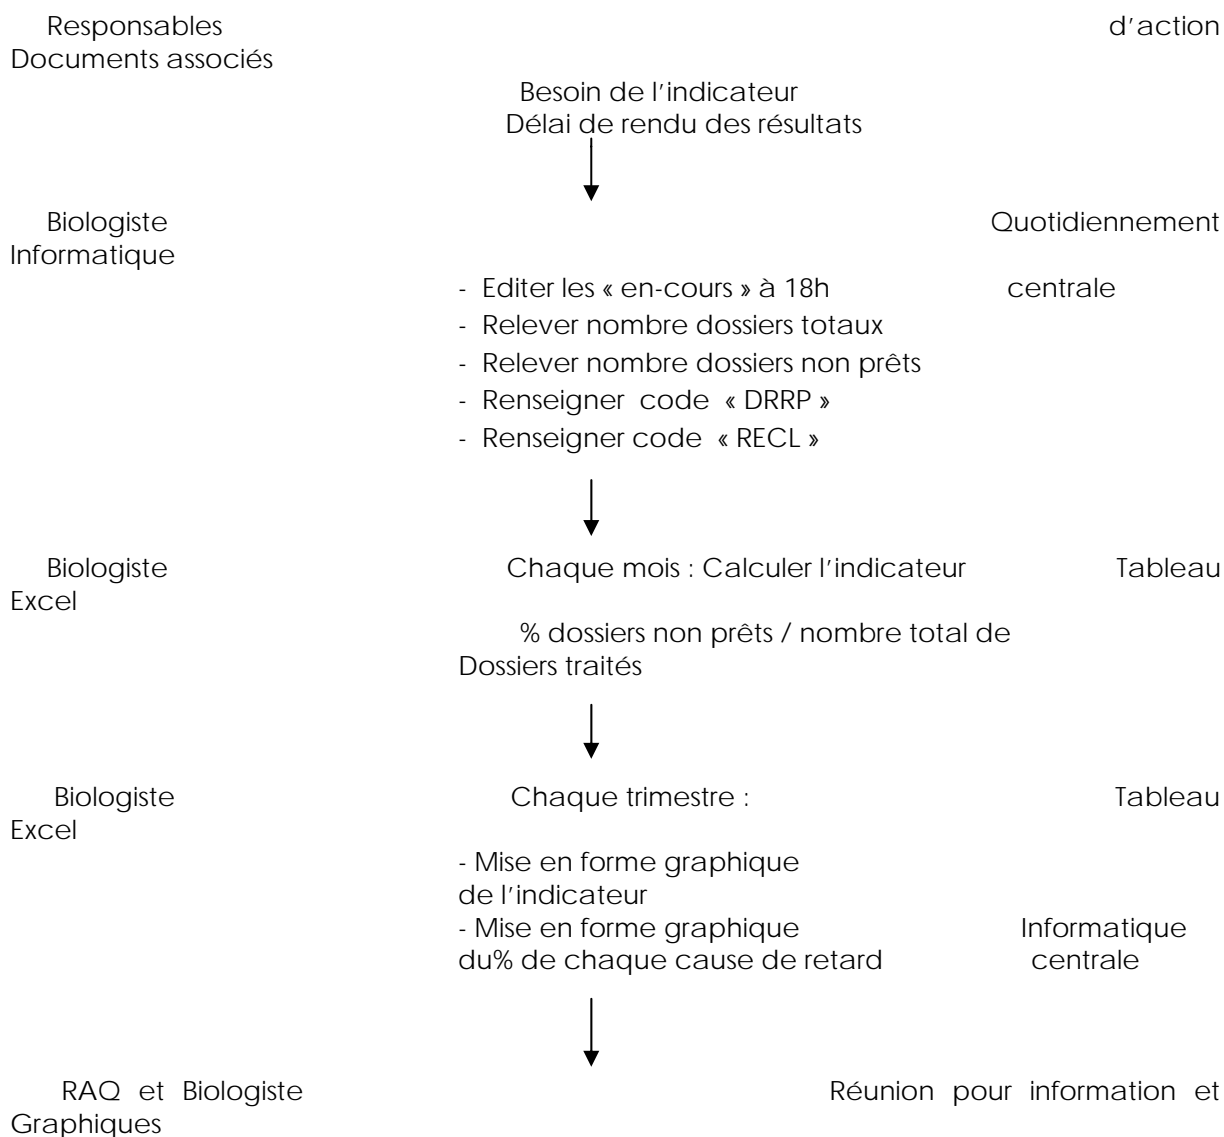 Responsables d'action
Documents associés
Besoin de l'indicateur
Délai de rendu des résultats
Biologiste Quotidiennement
Informatique
- Editer les « en-cours » à 18h centrale
- Relever nombre dossiers totaux
- Relever nombre dossiers non prêts
- Renseigner code « DRRP »
- Renseigner code « RECL »
Biologiste Chaque mois : Calculer l'indicateur Tableau
Excel
% dossiers non prêts / nombre total de
Dossiers traités
Biologiste Chaque trimestre : Tableau
Excel
- Mise en forme graphique
de l'indicateur
- Mise en forme graphique Informatique
du% de chaque cause de retard centrale
RAQ et Biologiste Réunion pour information et
Graphiques